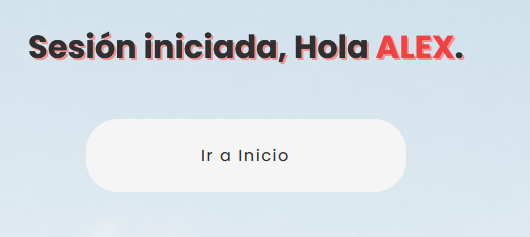 Sesión iniciada, Hola ALEX.
Ir a Inicio